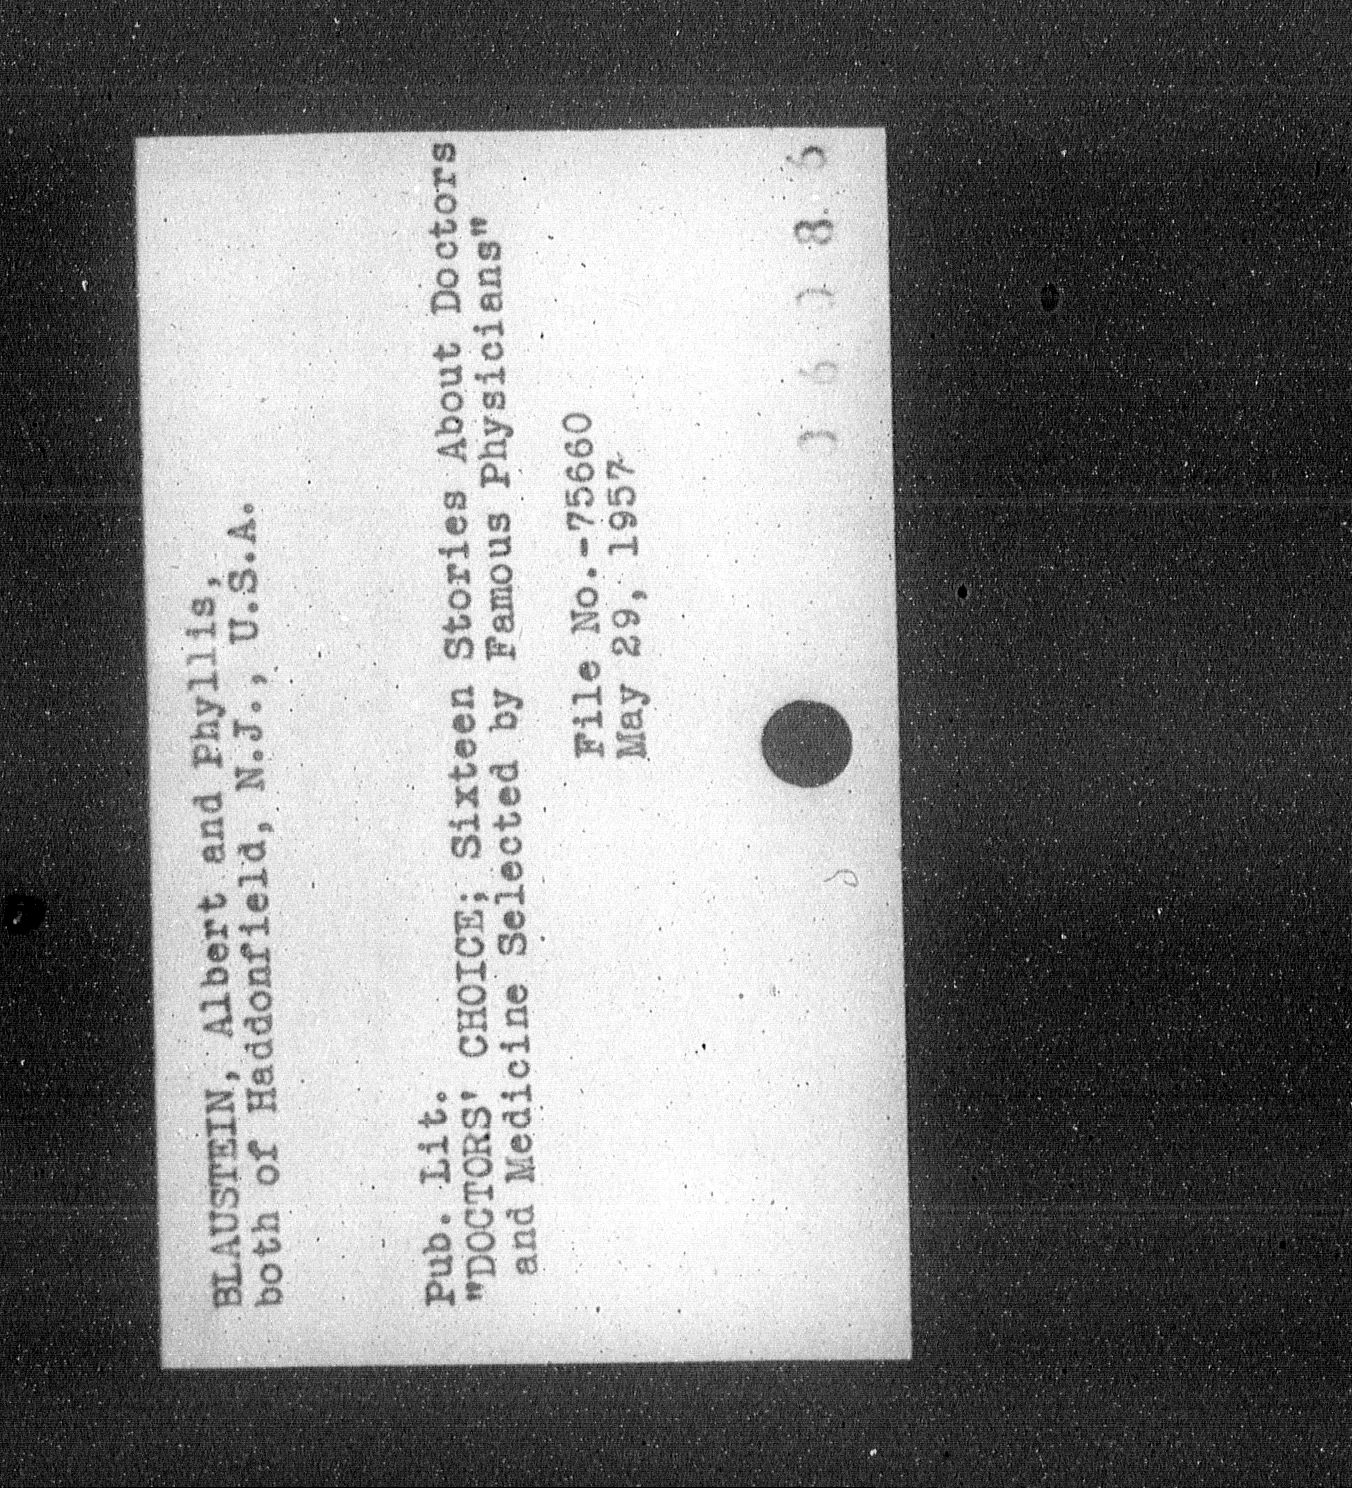 BLAUSTEIN, Albert and Phyllis,
both of Haddonfield, N.J., U.S.A.
Pub. Lit.
"DOCTORS' CHOICE; Sixteen Stories About Doctors
and Medicine Selected by Famous Physicians"
File No.-75660
May 29, 1957